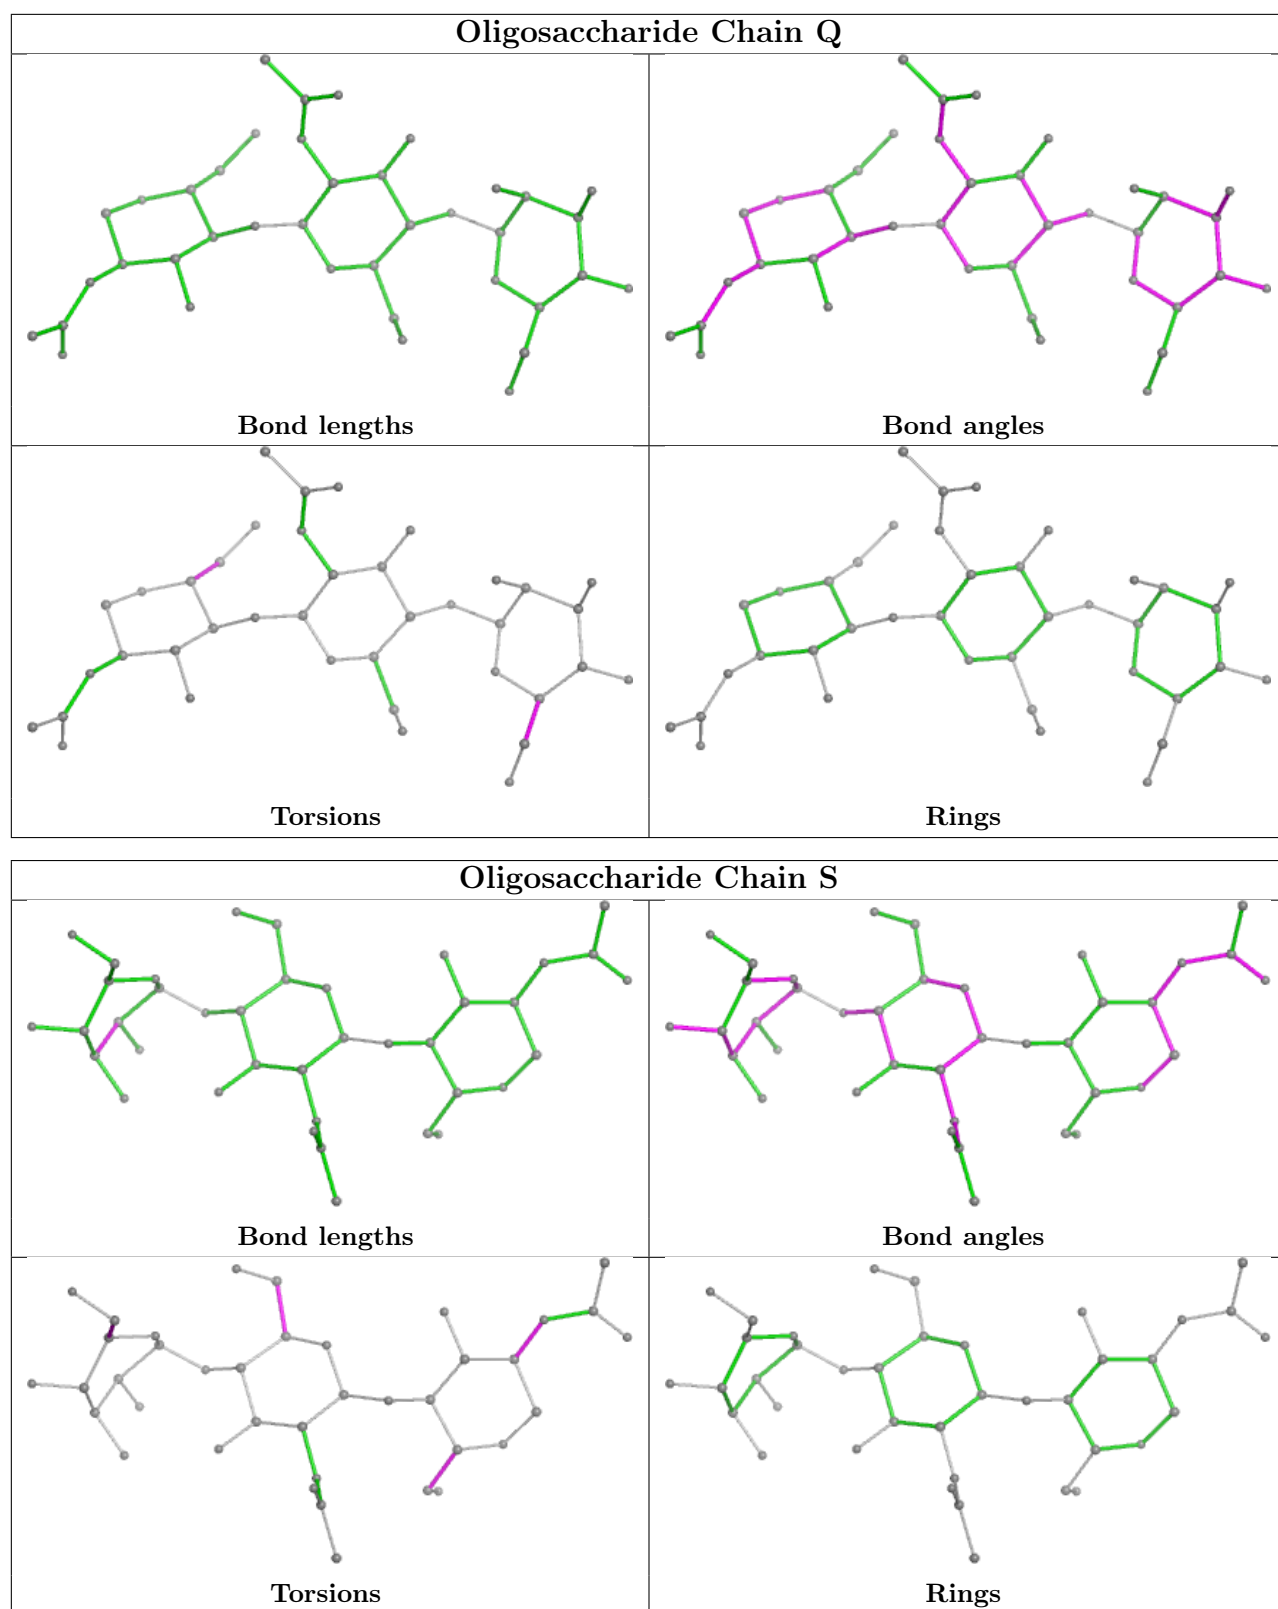 Oligosaccharide Chain Q
Bond lengths
Bond angles
Torsions
Rings
Oligosaccharide Chain S
Bond lengths
Bond angles
Torsions
Rings